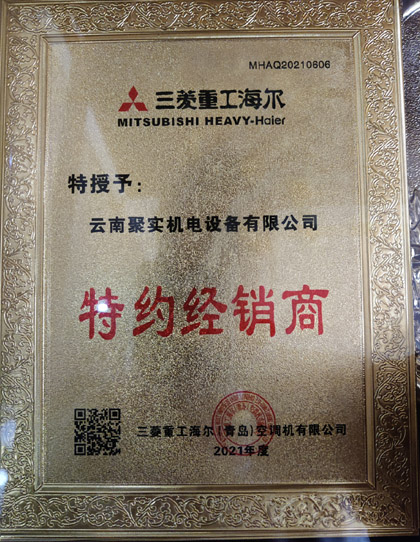 MHAQ20210606
三菱重工海尔
MITSUBISHI HEAVY-Haier
特授予：
云南聚实机电设备有限公司
特约经销商
三菱重工海尔(青岛)空调机有限公司
2021年度